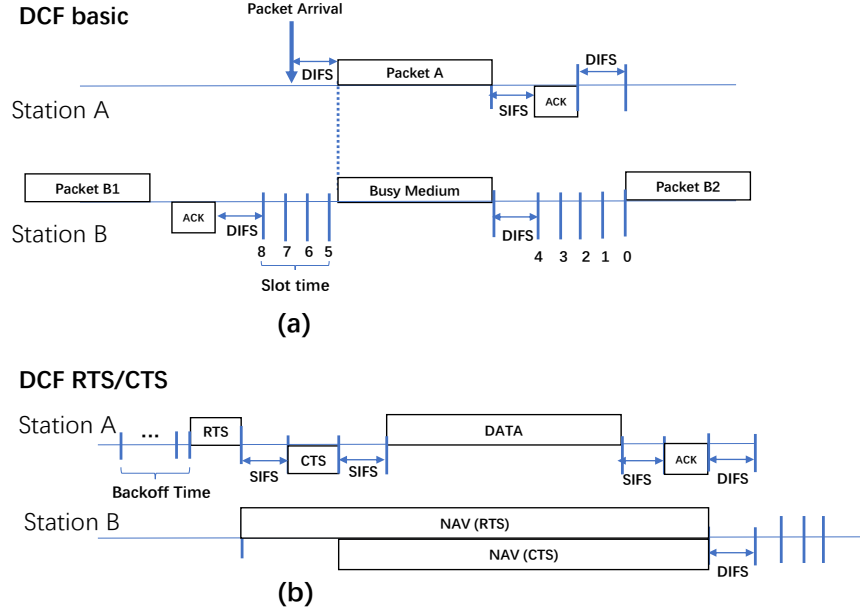 DCF basic
Packet Arrival
DIFS
Packet A
DIFS
Station A
SIFS
ACK
Packet B1
Busy Medium
Packet B2
ACK
Station B
DIFS
DIFS
8 7 6 5
4 3 2 1 0
Slot time
(a)
DCF RTS/CTS
Station A
...
RTS
DATA
SIFS
CTS
SIFS
SIFS
ACK
DIFS
Backoff Time
Station B
NAV (RTS)
NAV (CTS)
DIFS
(b)